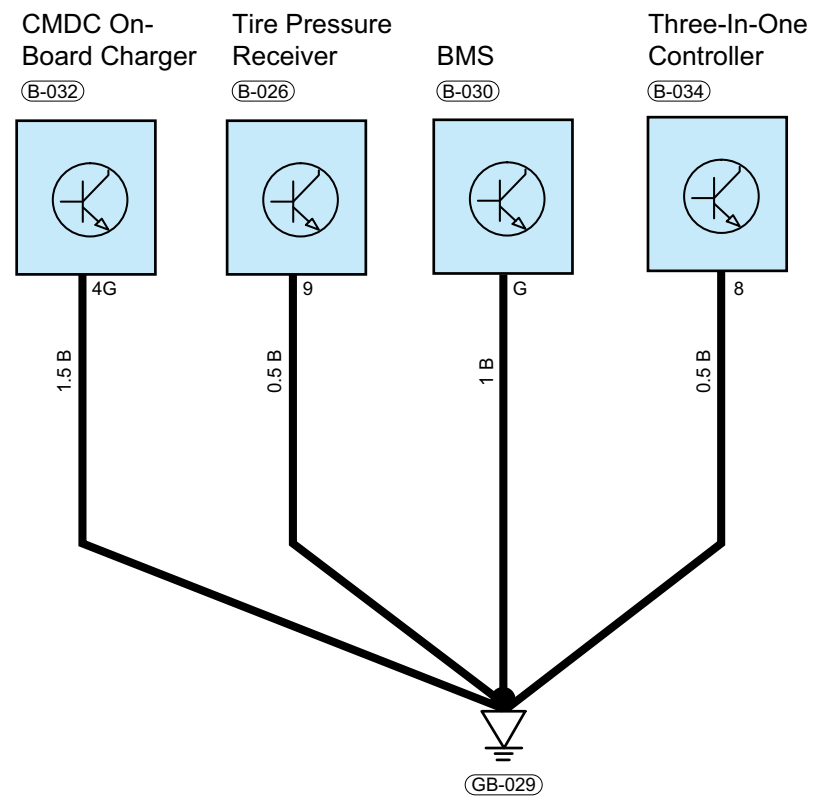 CMDC On-
Board Charger
B-032
Tire Pressure
Receiver
B-026
BMS
B-030
Three-In-One
Controller
B-034
4G
9
G
8
1.5 B
0.5 B
1 B
0.5 B
GB-029